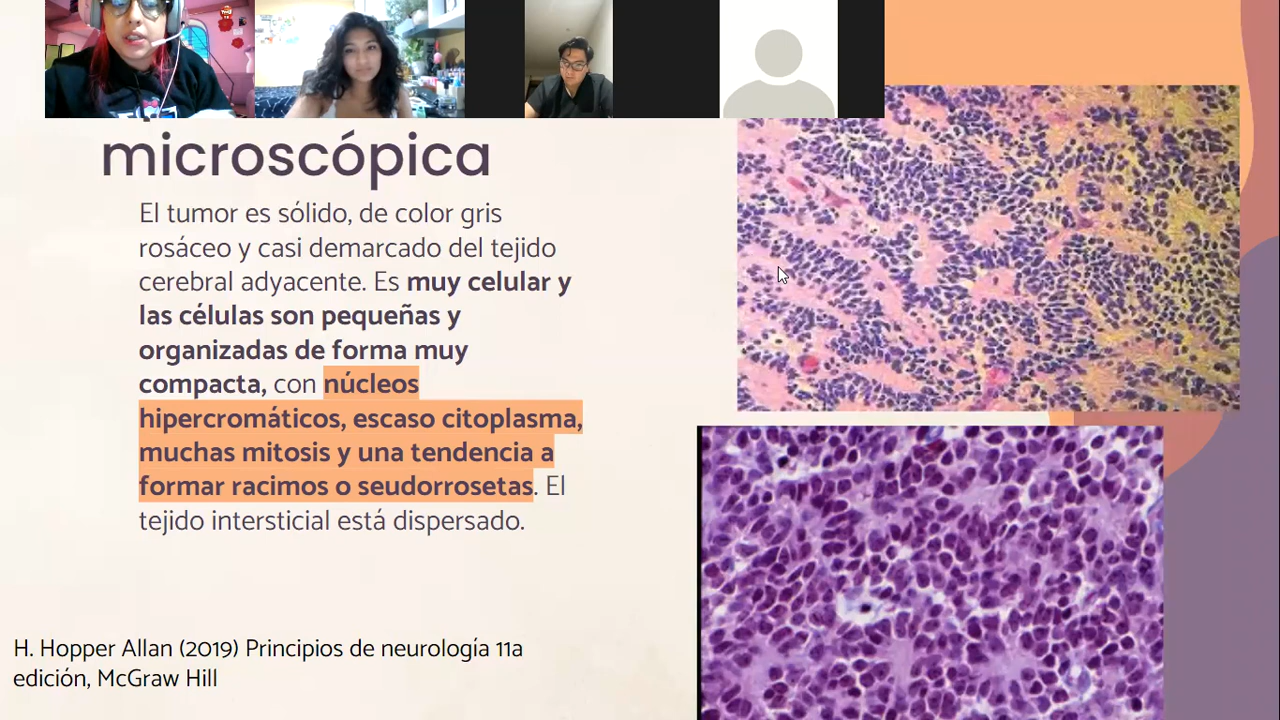 microscópica
El tumor es sólido, de color gris
rosáceo y casi demarcado del tejido
cerebral adyacente. Es muy celular y
las células son pequeñas y
organizadas de forma muy
compacta, con núcleos
hipercromáticos, escaso citoplasma,
muchas mitosis y una tendencia a
formar racimos o seudorrosetas. El
tejido intersticial está dispersado.
H. Hopper Allan (2019) Principios de neurología 11a
edición, McGraw Hill